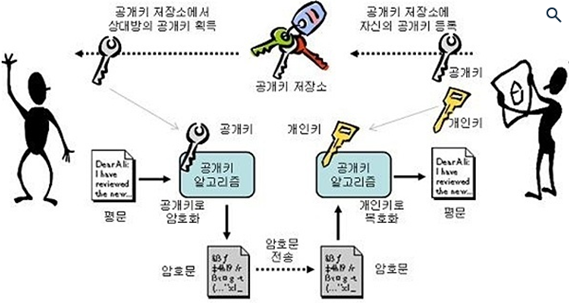 공개키 저장소에서
상대방의 공개키 획득
공개키 저장소에
자신의 공개키 등록
공개키 저장소
공개키
개인키
공개키
개인키
DearAli:
I have
reviewed
the new...
평문
공개키
알고리즘
공개키로
암호화
공개키
알고리즘
개인키로
복호화
DearAli:
I have
reviewed
the new...
평문
암호문
암호문
전송
암호문